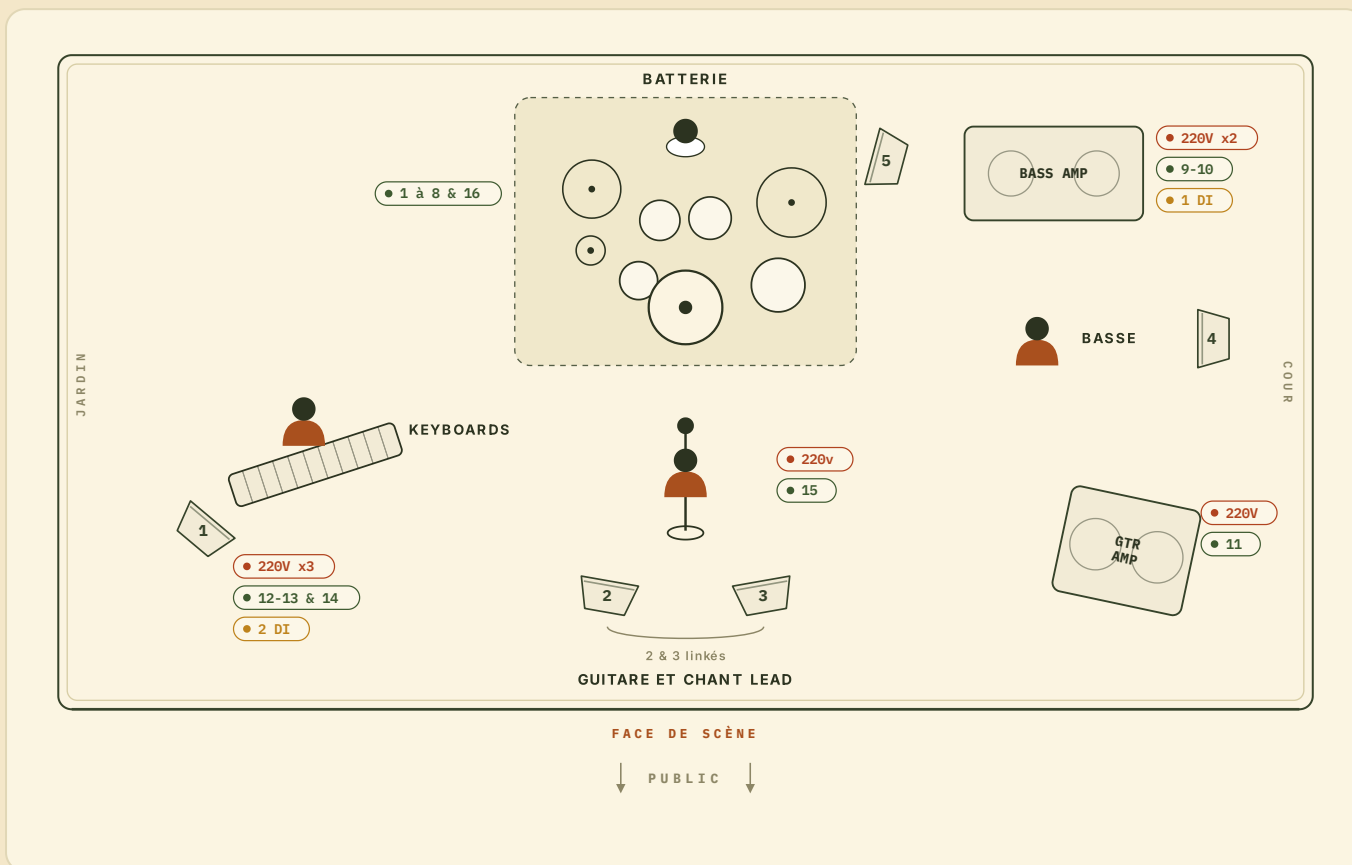 BATTERIE
1 à 8 & 16
5
BASS AMP
220V x2
9-10
1 DI
BASSE
4
JARDIN
COUR
KEYBOARDS
1
220V x3
12-13 & 14
2 DI
220v
15
GTR
AMP
220V
11
2
3
2 & 3 linkés
GUITARE ET CHANT LEAD
FACE DE SCÈNE
PUBLIC